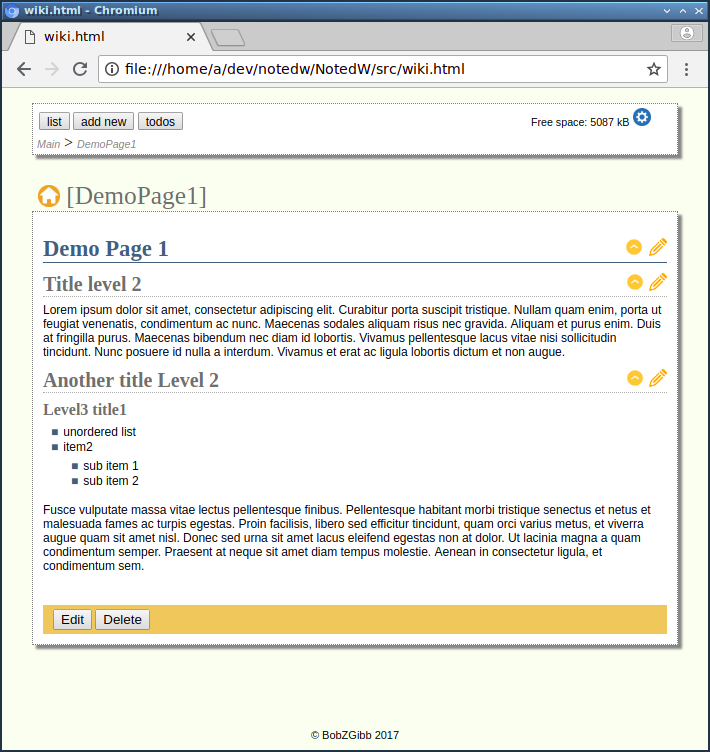 wiki.html - Chromium
wiki.html
file:///home/a/dev/notedw/NotedW/src/wiki.html
list add new todos Free space: 5087 kB
Main > DemoPage1
[DemoPage1]
Demo Page 1
Title level 2
Lorem ipsum dolor sit amet, consectetur adipiscing elit. Curabitur porta suscipit tristique. Nullam quam enim, porta ut
feugiat venenatis, condimentum ac nunc. Maecenas sodales aliquam risus nec gravida. Aliquam et purus enim. Duis
at fringilla purus. Maecenas bibendum nec diam id lobortis. Vivamus pellentesque lacus vitae nisi sollicitudin
tincidunt. Nunc posuere id nulla a interdum. Vivamus et erat ac ligula lobortis dictum et non augue.
Another title Level 2
Level3 title1
unordered list
item2
sub item 1
sub item 2
Fusce vulputate massa vitae lectus pellentesque finibus. Pellentesque habitant morbi tristique senectus et netus et
malesuada fames ac turpis egestas. Proin facilisis, libero sed efficitur tincidunt, quam orci varius metus, et viverra
augue quam sit amet nisl. Donec sed urna sit amet lacus eleifend egestas non at dolor. Ut lacinia magna a quam
condimentum semper. Praesent at neque sit amet diam tempus molestie. Aenean in consectetur ligula, et
condimentum sem.
Edit Delete
© BobZGibb 2017